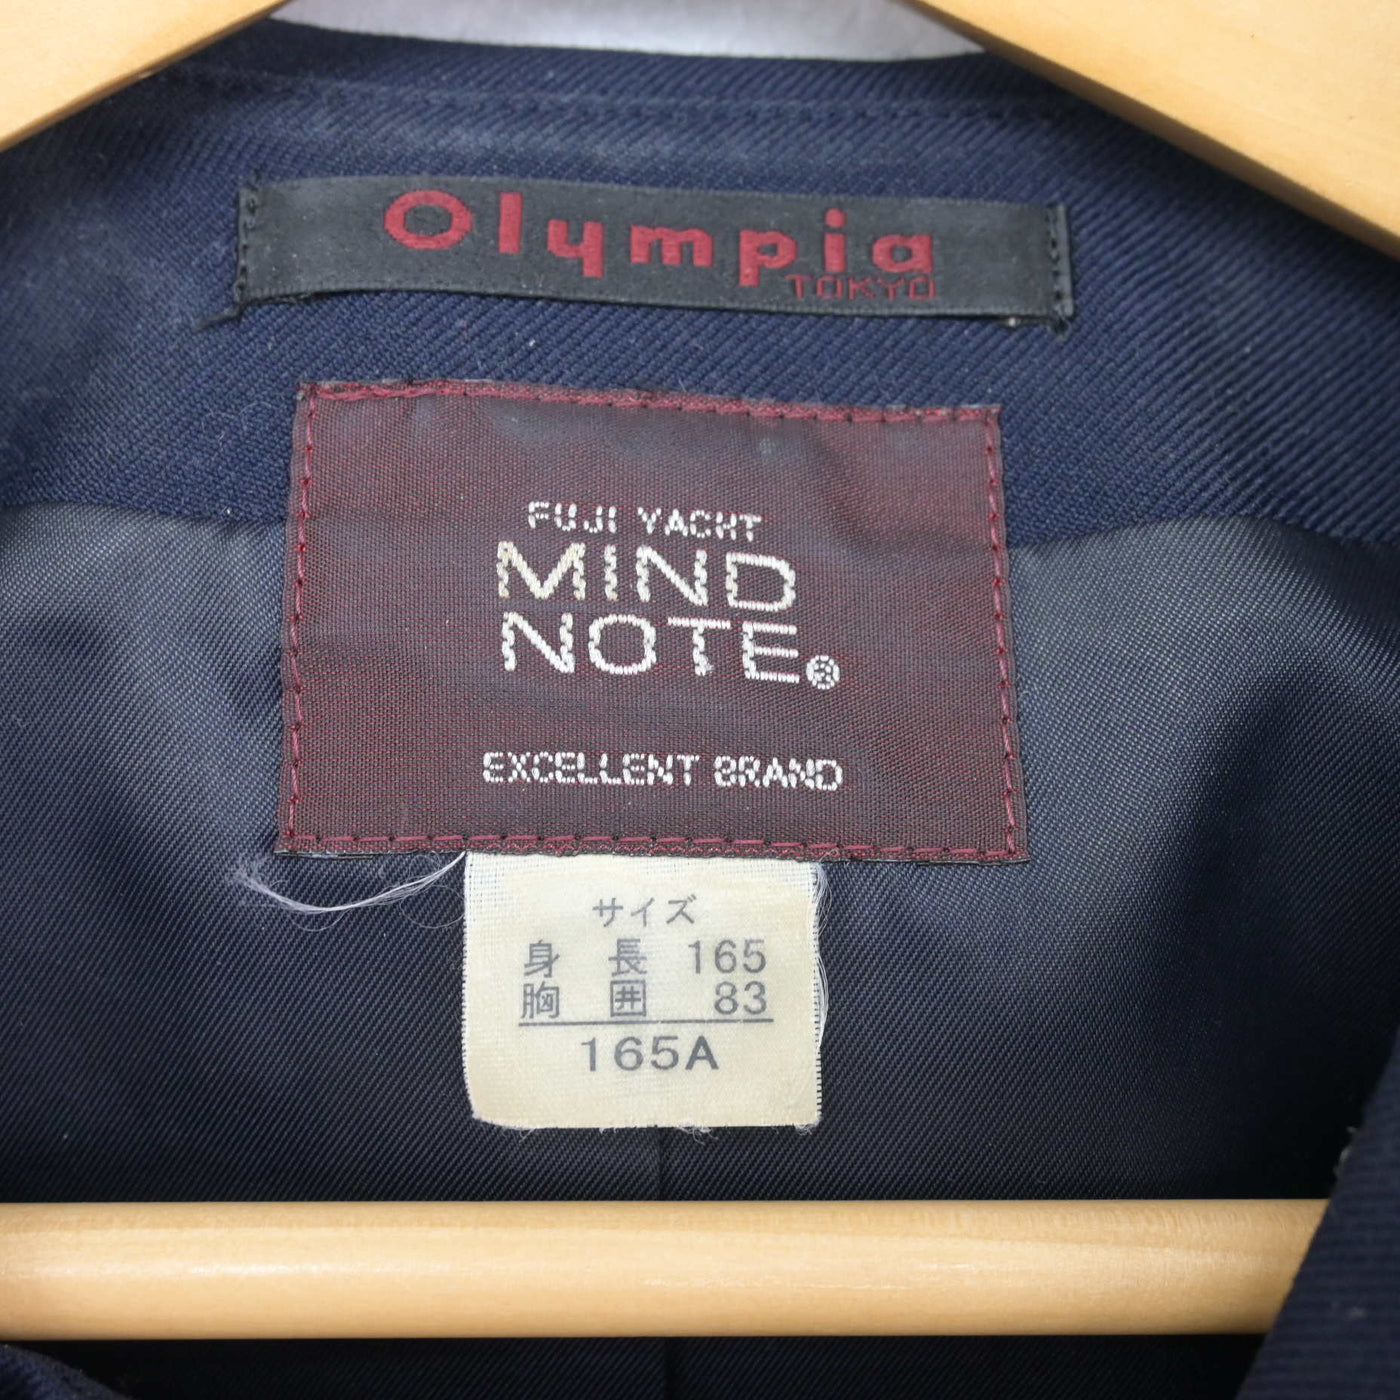 Olympia
TOKYO
FUJI YACHT
MIND
NOTE®
EXCELLENT BRAND
サイズ
身 長 165
胸 囲 83
165A